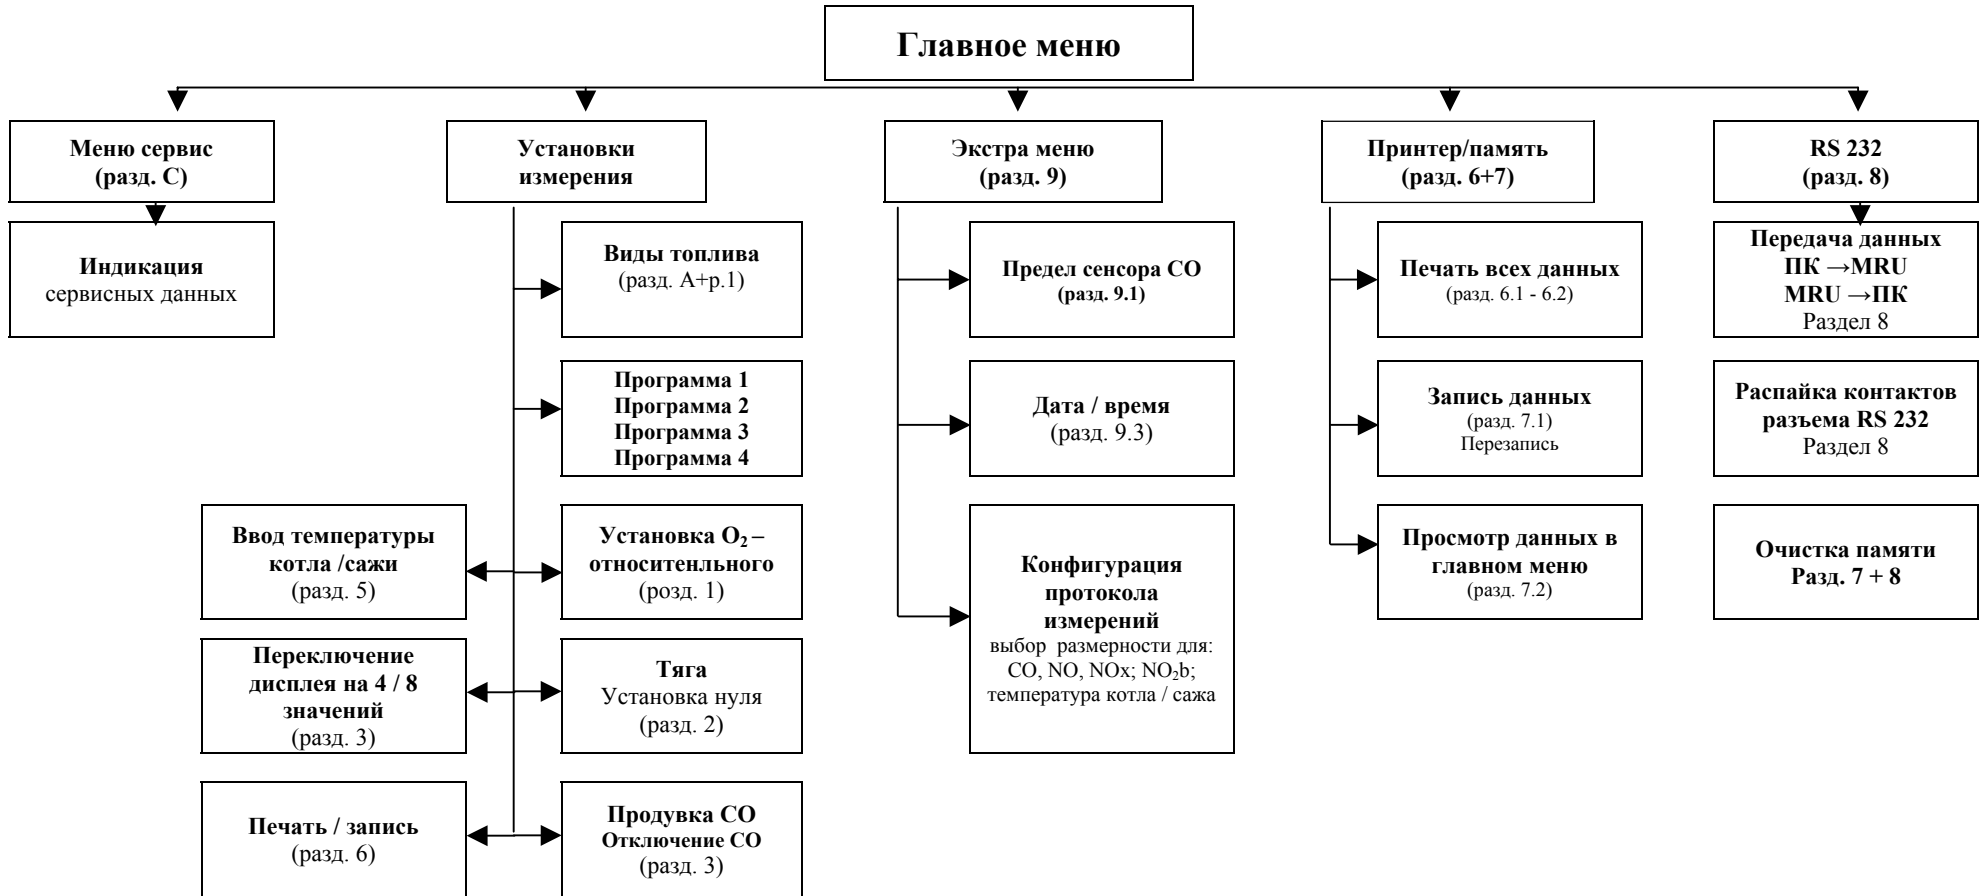 Главное меню
Меню сервис
(разд. С)
Установки
измерения
Экстра меню
(разд. 9)
Принтер/память
(разд. 6+7)
RS 232
(разд. 8)
Индикация
сервисных данных
Виды топлива
(разд. А+р.1)
Предел сенсора СО
(разд. 9.1)
Печать всех данных
(разд. 6.1 - 6.2)
Передача данных
ПК →MRU
MRU →ПК
Раздел 8
Программа 1
Программа 2
Программа 3
Программа 4
Дата / время
(разд. 9.3)
Запись данных
(разд. 7.1)
Перезапись
Распайка контактов
разъема RS 232
Раздел 8
Ввод температуры
котла /сажи
(разд. 5)
Установка O₂ –
относитенльного
(розд. 1)
Конфигурация
протокола
измерений
выбор размерности для:
CO, NO, NOx; NO₂b;
температура котла / сажа
Просмотр данных в
главном меню
(разд. 7.2)
Очистка памяти
Разд. 7 + 8
Переключение
дисплея на 4 / 8
значений
(разд. 3)
Тяга
Установка нуля
(разд. 2)
Печать / запись
(разд. 6)
Продувка СО
Отключение СО
(разд. 3)